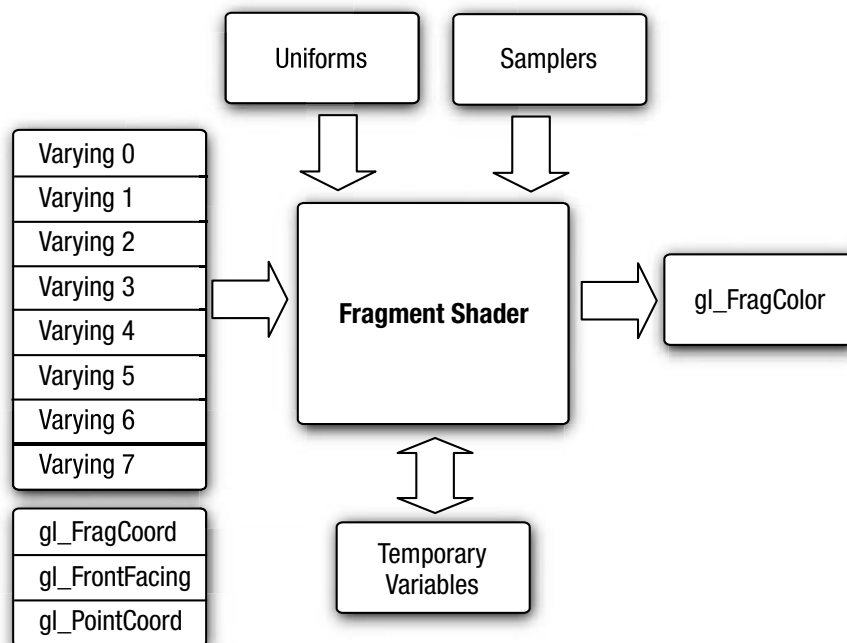 Uniforms
Samplers
Varying 0
Varying 1
Varying 2
Varying 3
Varying 4
Varying 5
Varying 6
Varying 7
Fragment Shader
gl_FragColor
gl_FragCoord
gl_FrontFacing
gl_PointCoord
Temporary
Variables